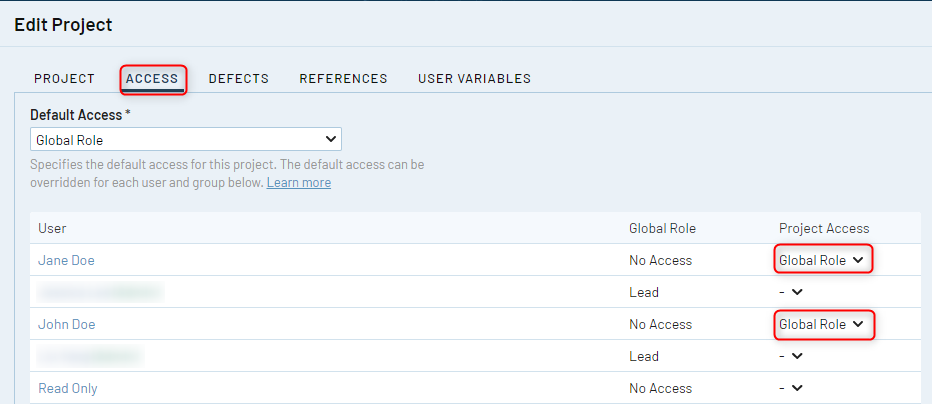 Edit Project
PROJECT ACCESS DEFECTS REFERENCES USER VARIABLES
Default Access *
Global Role
Specifies the default access for this project. The default access can be
overridden for each user and group below. Learn more
User Global Role Project Access
Jane Doe No Access Global Role
Lead -
John Doe No Access Global Role
Lead -
Read Only No Access -